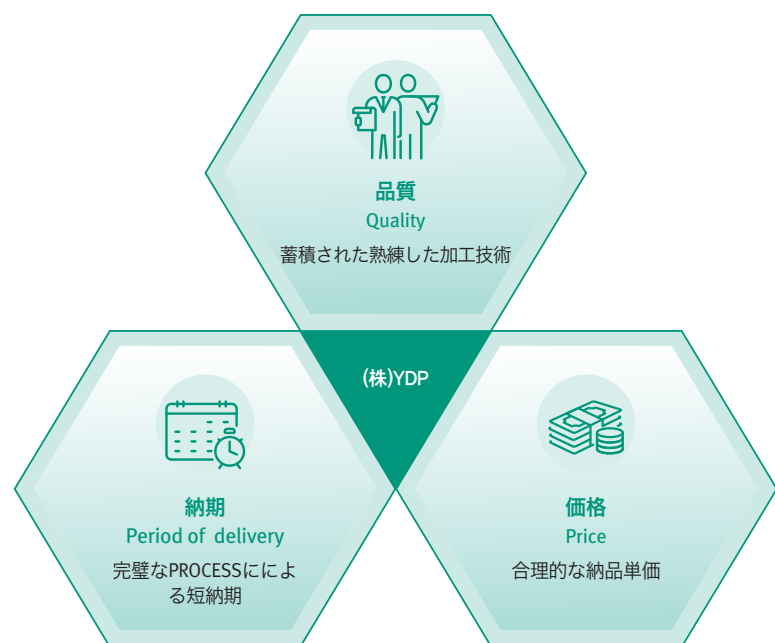 品質
Quality
蓄積された熟練した加工技術
(株)YDP
納期
Period of delivery
完璧なPROCESSにによ
る短納期
価格
Price
合理的な納品単価